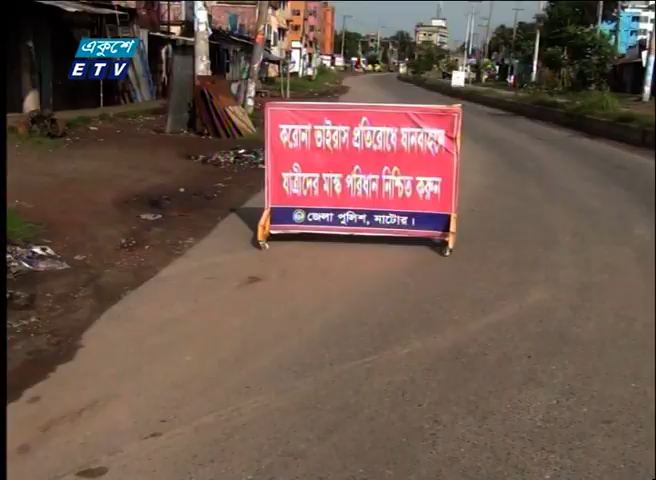 একুশে
ETV
করোনা ভাইরাস প্রতিরোধে যানবাহনে
যাত্রীদের মাস্ক পরিধান নিশ্চিত করুন
জেলা পুলিশ, নাটোর ।